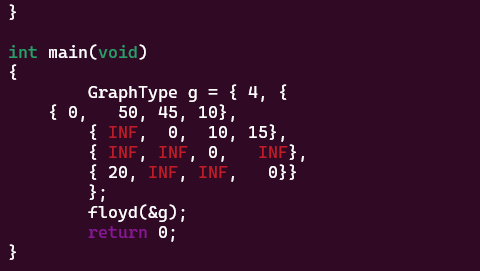 }
int main(void)
{
        GraphType g = { 4, {
    { 0,   50, 45, 10},
        { INF,  0,  10, 15},
        { INF, INF, 0,   INF},
        { 20, INF, INF,   0}}
        };
        floyd(&g);
        return 0;
}